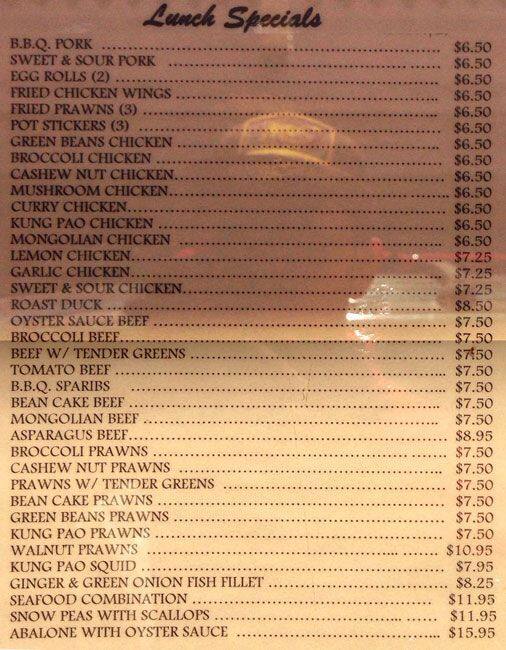 Lunch Specials
B.B.Q. PORK $6.50
SWEET & SOUR PORK $6.50
EGG ROLLS (2) $6.50
FRIED CHICKEN WINGS $6.50
FRIED PRAWNS (3) $6.50
POT STICKERS (3) $6.50
GREEN BEANS CHICKEN $6.50
BROCCOLI CHICKEN $6.50
CASHEW NUT CHICKEN $6.50
MUSHROOM CHICKEN $6.50
CURRY CHICKEN $6.50
KUNG PAO CHICKEN $6.50
MONGOLIAN CHICKEN $6.50
LEMON CHICKEN $7.25
GARLIC CHICKEN $7.25
SWEET & SOUR CHICKEN $7.25
ROAST DUCK $8.50
OYSTER SAUCE BEEF $7.50
BROCCOLI BEEF $7.50
BEEF W/ TENDER GREENS $7.50
TOMATO BEEF $7.50
B.B.Q. SPARIBS $7.50
BEAN CAKE BEEF $7.50
MONGOLIAN BEEF $7.50
ASPARAGUS BEEF $8.95
BROCCOLI PRAWNS $7.50
CASHEW NUT PRAWNS $7.50
PRAWNS W/ TENDER GREENS $7.50
BEAN CAKE PRAWNS $7.50
GREEN BEANS PRAWNS $7.50
KUNG PAO PRAWNS $7.50
WALNUT PRAWNS $10.95
KUNG PAO SQUID $7.95
GINGER & GREEN ONION FISH FILLET $8.25
SEAFOOD COMBINATION $11.95
SNOW PEAS WITH SCALLOPS $11.95
ABALONE WITH OYSTER SAUCE $15.95